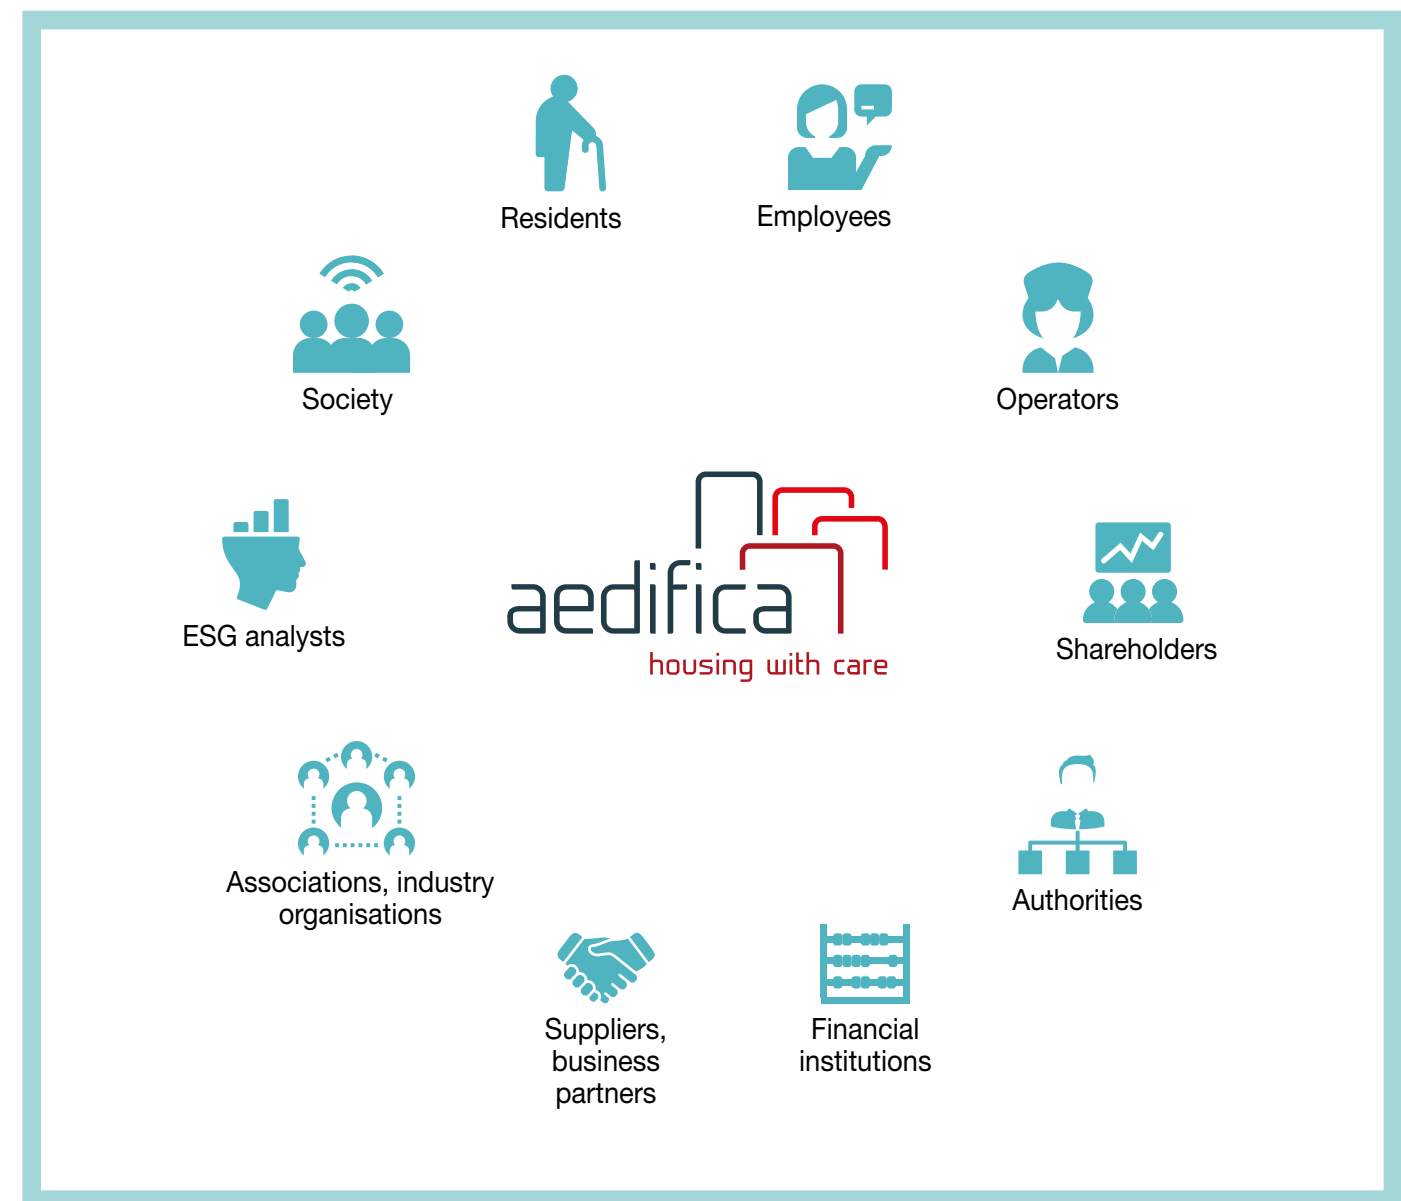 Residents
Employees
Society
Operators
aedifica
housing with care
ESG analysts
Shareholders
Associations, industry
organisations
Authorities
Suppliers,
business
partners
Financial
institutions